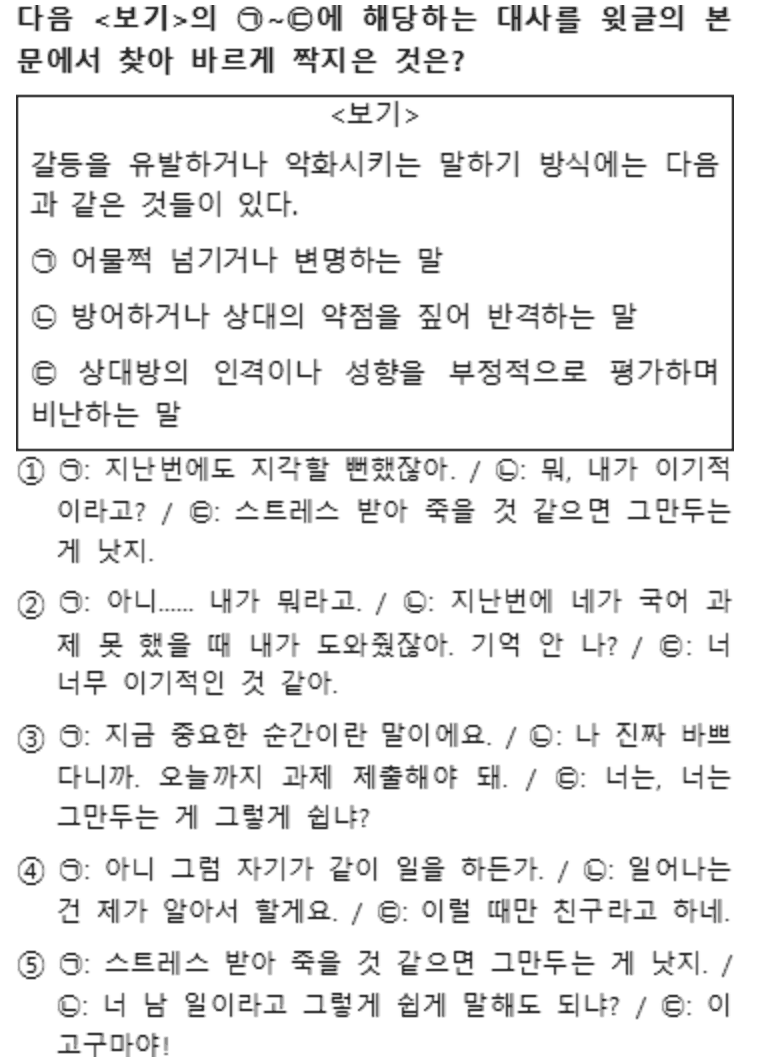 다음 <보기>의 ㉠~㉢에 해당하는 대사를 윗글의 본
문에서 찾아 바르게 짝지은 것은?
<보기>
갈등을 유발하거나 악화시키는 말하기 방식에는 다음
과 같은 것들이 있다.
㉠ 어물쩍 넘기거나 변명하는 말
㉡ 방어하거나 상대의 약점을 짚어 반격하는 말
㉢ 상대방의 인격이나 성향을 부정적으로 평가하며
비난하는 말
① ㉠: 지난번에도 지각할 뻔했잖아. / ㉡: 뭐, 내가 이기적
이라고? / ㉢: 스트레스 받아 죽을 것 같으면 그만두는
게 낫지.
② ㉠: 아니...... 내가 뭐라고. / ㉡: 지난번에 네가 국어 과
제 못 했을 때 내가 도와줬잖아. 기억 안 나? / ㉢: 너
너무 이기적인 것 같아.
③ ㉠: 지금 중요한 순간이란 말이에요. / ㉡: 나 진짜 바쁘
다니까. 오늘까지 과제 제출해야 돼. / ㉢: 너는, 너는
그만두는 게 그렇게 쉽냐?
④ ㉠: 아니 그럼 자기가 같이 일을 하든가. / ㉡: 일어나는
건 제가 알아서 할게요. / ㉢: 이럴 때만 친구라고 하네.
⑤ ㉠: 스트레스 받아 죽을 것 같으면 그만두는 게 낫지. /
㉡: 너 남 일이라고 그렇게 쉽게 말해도 되냐? / ㉢: 이
고구마야!